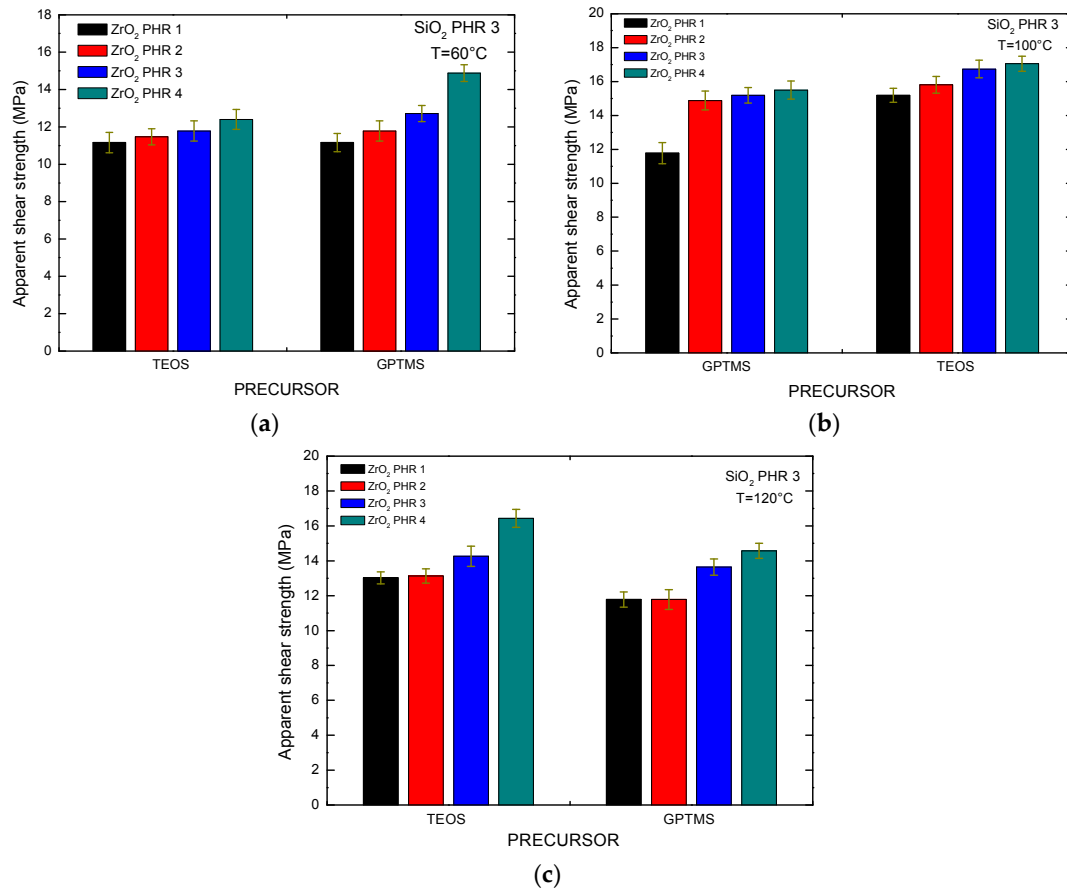 ZrO₂ PHR 1
ZrO₂ PHR 2
ZrO₂ PHR 3
ZrO₂ PHR 4
SiO₂ PHR 3
T=60°C
18
16
14
12
10
8
6
4
2
0
Apparent shear strength (MPa)
TEOS
GPTMS
PRECURSOR
(a)
ZrO₂ PHR 1
ZrO₂ PHR 2
ZrO₂ PHR 3
ZrO₂ PHR 4
SiO₂ PHR 3
T=100°C
20
18
16
14
12
10
8
6
4
2
0
Apparent shear strength (MPa)
GPTMS
TEOS
PRECURSOR
(b)
ZrO₂ PHR 1
ZrO₂ PHR 2
ZrO₂ PHR 3
ZrO₂ PHR 4
SiO₂ PHR 3
T=120°C
20
18
16
14
12
10
8
6
4
2
0
Apparent shear strength (MPa)
TEOS
GPTMS
PRECURSOR
(c)